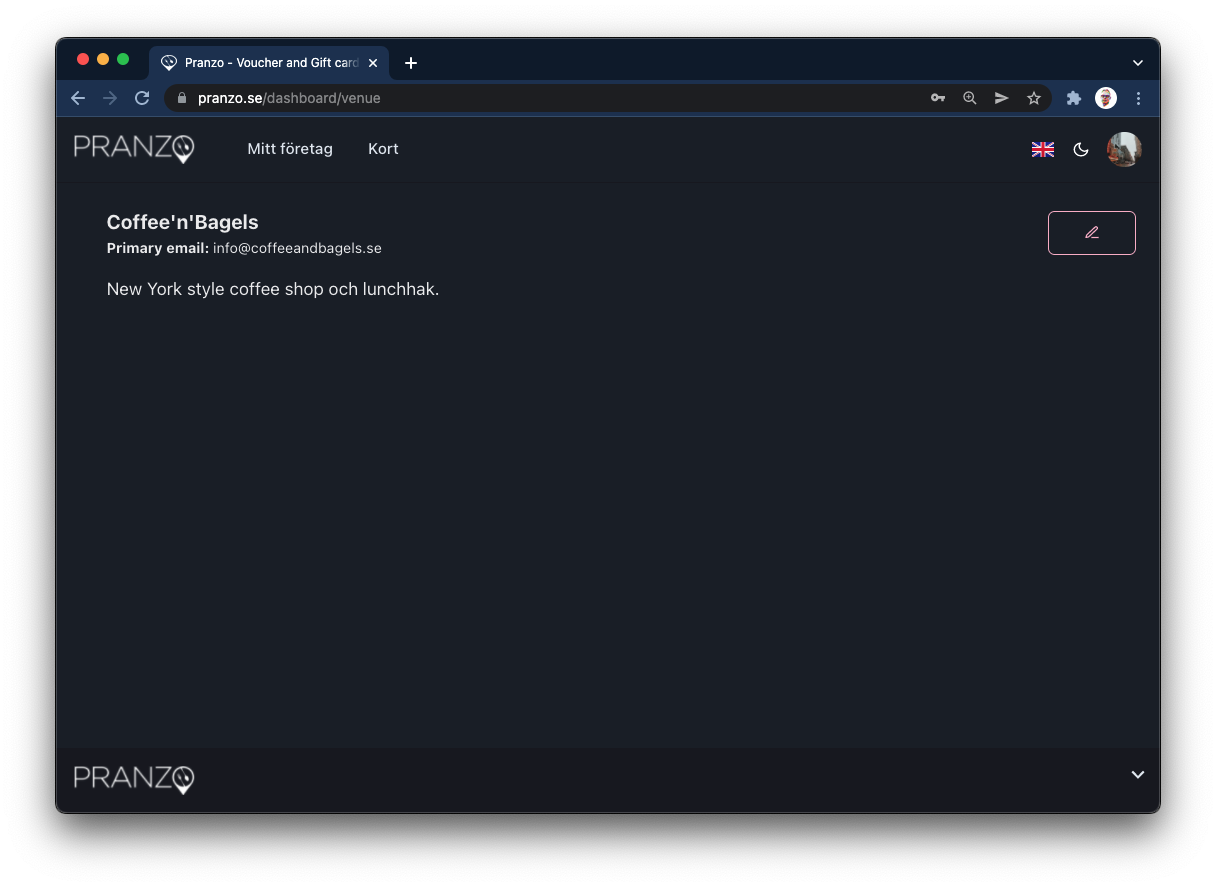 Pranzo - Voucher and Gift card
pranzo.se/dashboard/venue
PRANZO
Mitt företag
Kort
Coffee'n'Bagels
Primary email: info@coffeeandbagels.se
New York style coffee shop och lunchhak.
PRANZO